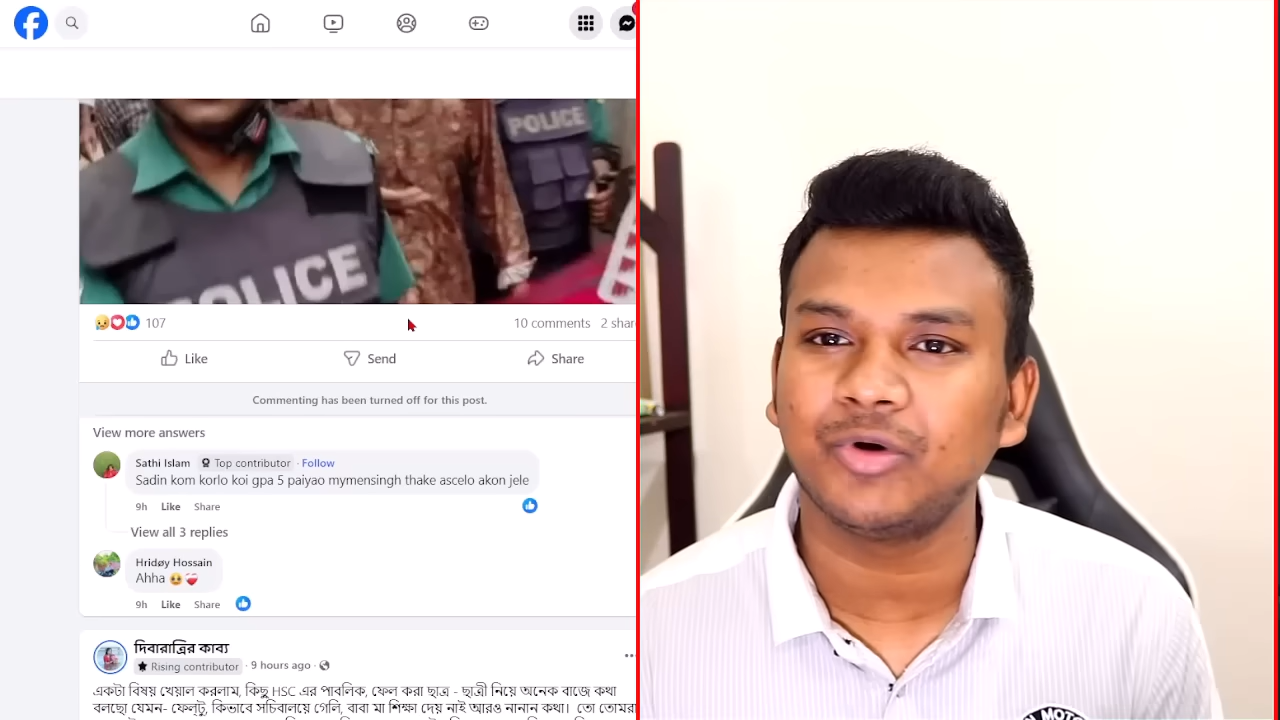 POLICE
POLICE
107
10 comments 2
Like
Send
Share
Commenting has been turned off for this post.
View more answers
Sathi Islam Top contributor · Follow
Sadin kom korlo koi gpa 5 paiyao mymensingh thake ascelo akon jele
9h Like Share
View all 3 replies
Hridøy Hossain
Ahha
9h Like Share
দিবারাত্রির কাব্য
Rising contributor · 9 hours ago ·
একটা বিষয় খেয়াল করলাম, কিছু HSC এর পাবলিক, ফেল করা ছাত্র - ছাত্রী নিয়ে অনেক বাজে কথা
বলছো যেমন- ফেল্টু, কিভাবে সচিবালয়ে গেলি, বাবা মা শিক্ষা দেয় নাই আরও নানান কথা। তো